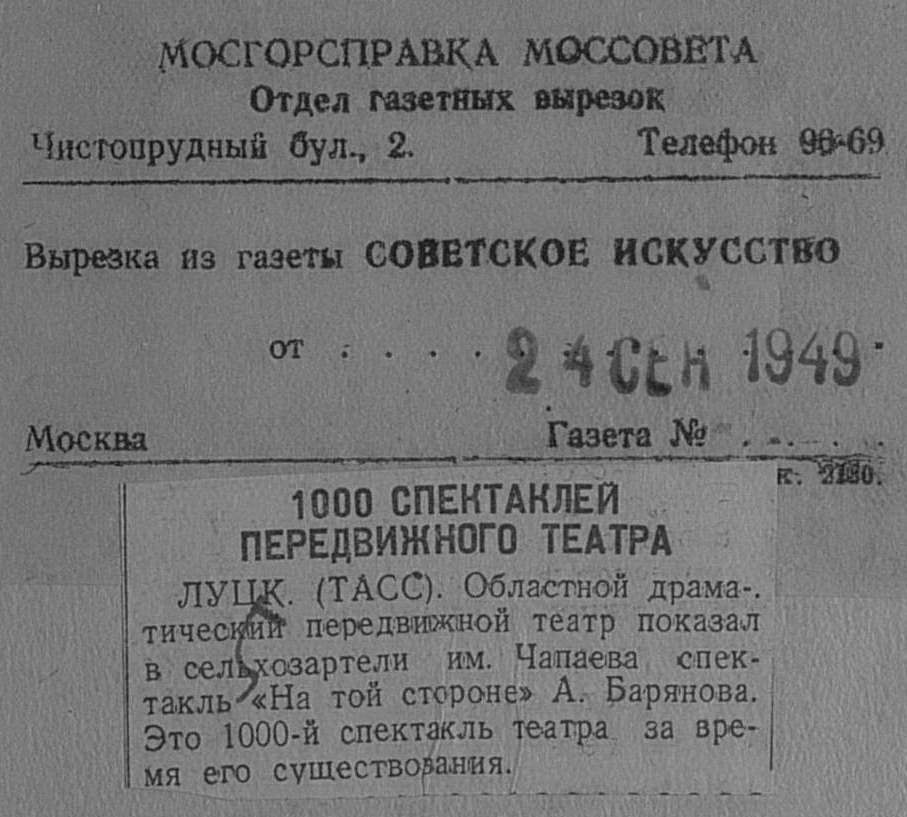 МОСГОРСПРАВКА МОССОВЕТА
Отдел газетных вырезок
Чистопрудный бул., 2. Телефон 96-69
Вырезка из газеты СОВЕТСКОЕ ИСКУССТВО
от . . . . 24 СЕН 1949
Москва Газета № . . . . .
к. 2180.
1000 СПЕКТАКЛЕЙ
ПЕРЕДВИЖНОГО ТЕАТРА
ЛУЦК. (ТАСС). Областной драма-
тический передвижной театр показал
в сельхозартели им. Чапаева спек-
такль «На той стороне» А. Барянова.
Это 1000-й спектакль театра за вре-
мя его существования.